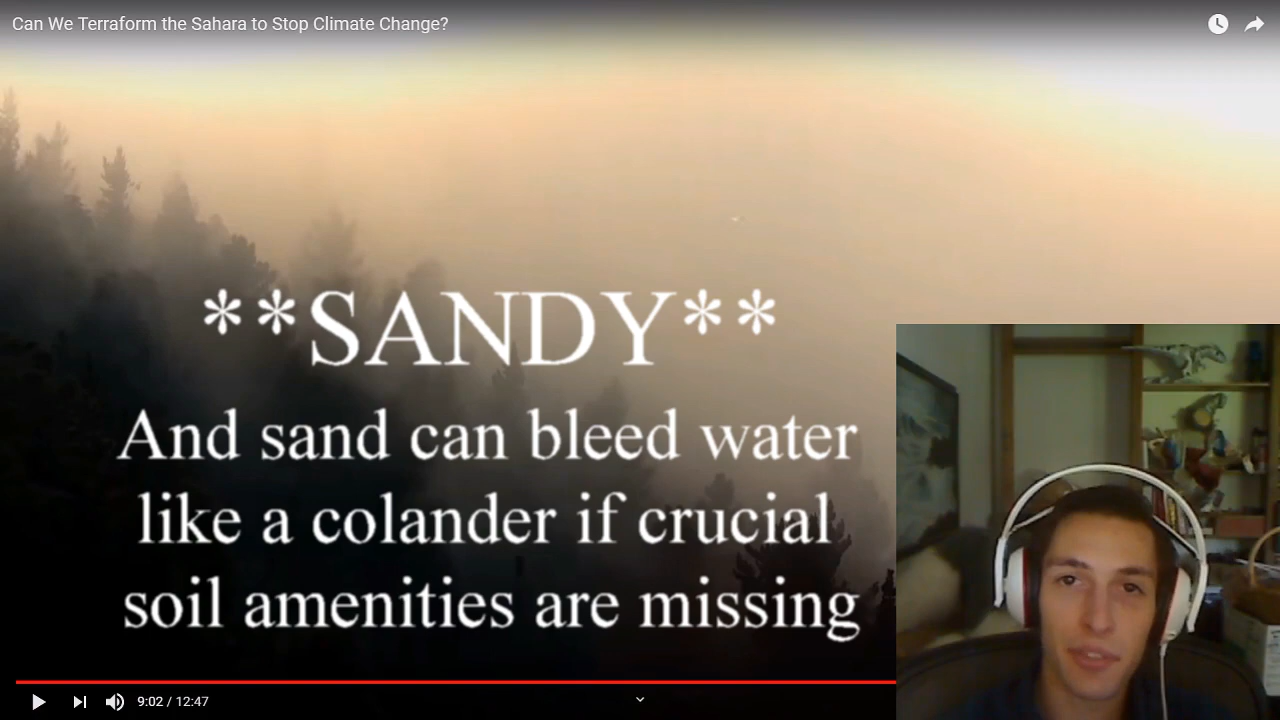 Can We Terraform the Sahara to Stop Climate Change?
**SANDY**
And sand can bleed water
like a colander if crucial
soil amenities are missing
9:02 / 12:47